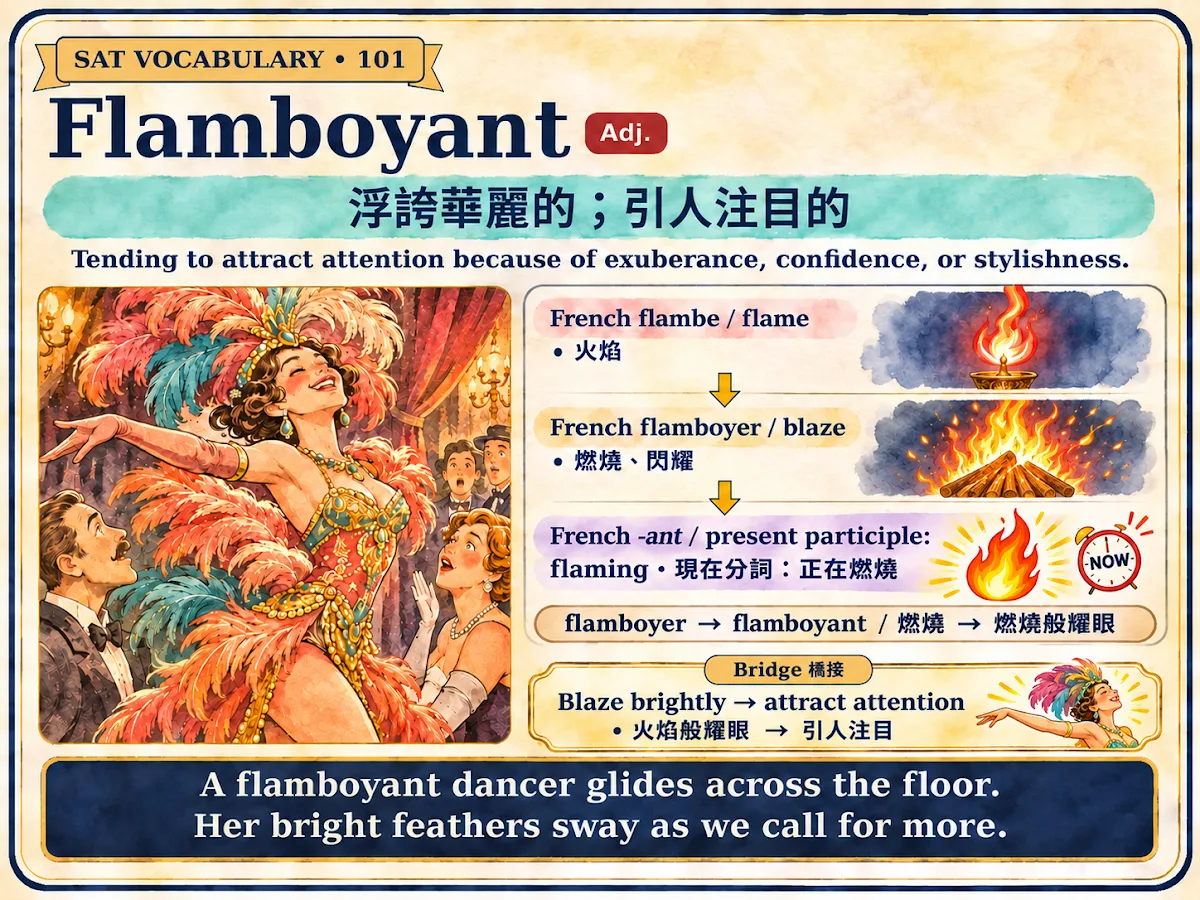 SAT VOCABULARY • 101
Flamboyant Adj.
浮誇華麗的；引人注目的
Tending to attract attention because of exuberance, confidence, or stylishness.
French flambe / flame
• 火焰
French flamboyer / blaze
• 燃燒、閃耀
French -ant / present participle:
flaming・現在分詞：正在燃燒
NOW
flamboyer → flamboyant / 燃燒 → 燃燒般耀眼
Bridge 橋接
Blaze brightly → attract attention
• 火焰般耀眼 → 引人注目
A flamboyant dancer glides across the floor.
Her bright feathers sway as we call for more.